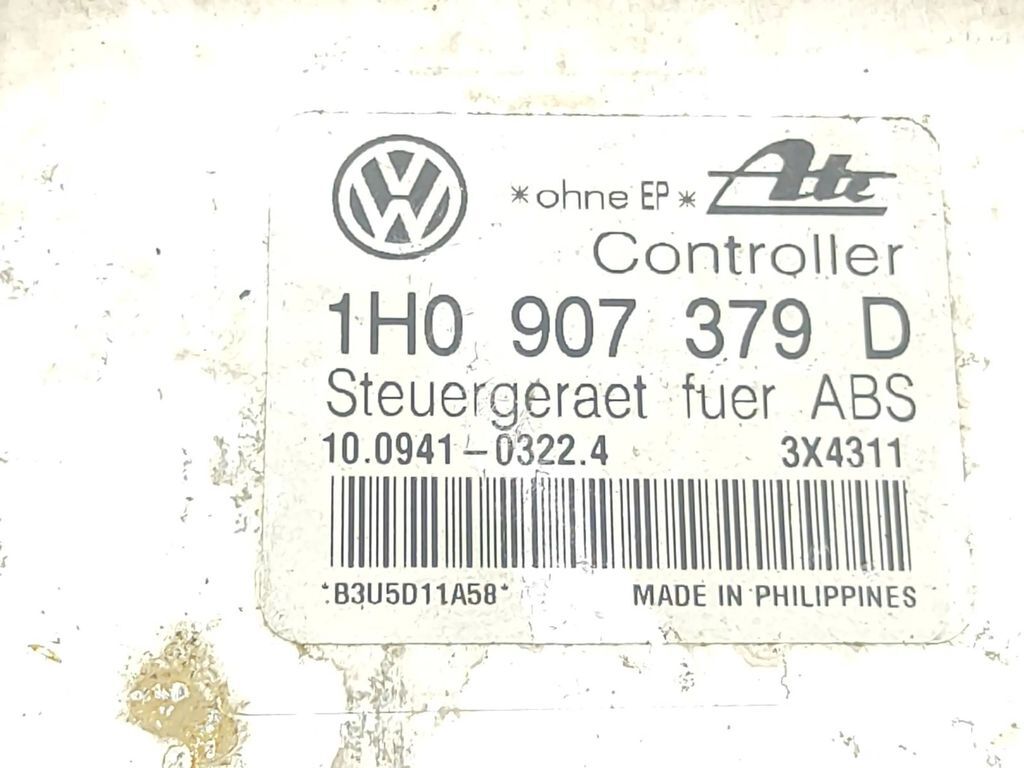 *ohne EP* Ate
Controller
1H0 907 379 D
Steuergeraet fuer ABS
10.0941-0322.4 3X4311
*B3U5D11A58* MADE IN PHILIPPINES